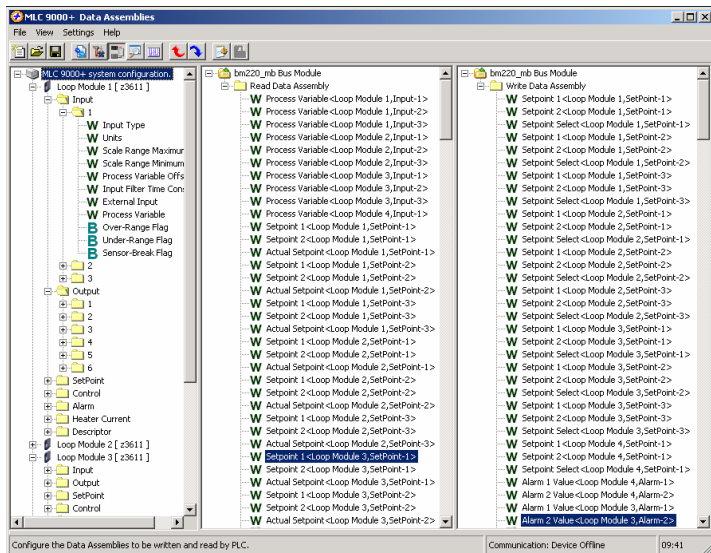 MLC 9000+ Data Assemblies
File View Settings Help
MLC 9000+ system configuration.
Loop Module 1 [ z3611 ]
Input
1
Input Type
Units
Scale Range Maximur
Scale Range Minimum
Process Variable Offs
Input Filter Time Con
External Input
Process Variable
Over-Range Flag
Under-Range Flag
Sensor-Break Flag
2
3
Output
1
2
3
4
5
6
SetPoint
Control
Alarm
Heater Current
Descriptor
Loop Module 2 [ z3611 ]
Loop Module 3 [ z3611 ]
Input
Output
SetPoint
Control
bm220_mb Bus Module
Read Data Assembly
Process Variable<Loop Module 1,Input-1>
Process Variable<Loop Module 1,Input-2>
Process Variable<Loop Module 1,Input-3>
Process Variable<Loop Module 2,Input-1>
Process Variable<Loop Module 2,Input-2>
Process Variable<Loop Module 2,Input-3>
Process Variable<Loop Module 3,Input-1>
Process Variable<Loop Module 3,Input-2>
Process Variable<Loop Module 3,Input-3>
Process Variable<Loop Module 4,Input-1>
Setpoint 1<Loop Module 1,SetPoint-1>
Setpoint 2<Loop Module 1,SetPoint-1>
Actual Setpoint<Loop Module 1,SetPoint-1>
Setpoint 1<Loop Module 1,SetPoint-2>
Setpoint 2<Loop Module 1,SetPoint-2>
Actual Setpoint<Loop Module 1,SetPoint-2>
Setpoint 1<Loop Module 1,SetPoint-3>
Setpoint 2<Loop Module 1,SetPoint-3>
Actual Setpoint<Loop Module 1,SetPoint-3>
Setpoint 1<Loop Module 2,SetPoint-1>
Setpoint 2<Loop Module 2,SetPoint-1>
Actual Setpoint<Loop Module 2,SetPoint-1>
Setpoint 1<Loop Module 2,SetPoint-2>
Setpoint 2<Loop Module 2,SetPoint-2>
Actual Setpoint<Loop Module 2,SetPoint-2>
Setpoint 1<Loop Module 2,SetPoint-3>
Setpoint 2<Loop Module 2,SetPoint-3>
Actual Setpoint<Loop Module 2,SetPoint-3>
Setpoint 1<Loop Module 3,SetPoint-1>
Setpoint 2<Loop Module 3,SetPoint-1>
Actual Setpoint<Loop Module 3,SetPoint-1>
Setpoint 1<Loop Module 3,SetPoint-2>
Setpoint 2<Loop Module 3,SetPoint-2>
Actual Setpoint<Loop Module 3,SetPoint-2>
bm220_mb Bus Module
Write Data Assembly
Setpoint 1<Loop Module 1,SetPoint-1>
Setpoint 2<Loop Module 1,SetPoint-1>
Setpoint Select<Loop Module 1,SetPoint-1>
Setpoint 1<Loop Module 1,SetPoint-2>
Setpoint 2<Loop Module 1,SetPoint-2>
Setpoint Select<Loop Module 1,SetPoint-2>
Setpoint 1<Loop Module 1,SetPoint-3>
Setpoint 2<Loop Module 1,SetPoint-3>
Setpoint Select<Loop Module 1,SetPoint-3>
Setpoint 1<Loop Module 2,SetPoint-1>
Setpoint 2<Loop Module 2,SetPoint-1>
Setpoint Select<Loop Module 2,SetPoint-1>
Setpoint 1<Loop Module 2,SetPoint-2>
Setpoint 2<Loop Module 2,SetPoint-2>
Setpoint Select<Loop Module 2,SetPoint-2>
Setpoint 1<Loop Module 2,SetPoint-3>
Setpoint 2<Loop Module 2,SetPoint-3>
Setpoint Select<Loop Module 2,SetPoint-3>
Setpoint 1<Loop Module 3,SetPoint-1>
Setpoint 2<Loop Module 3,SetPoint-1>
Setpoint Select<Loop Module 3,SetPoint-1>
Setpoint 1<Loop Module 3,SetPoint-2>
Setpoint 2<Loop Module 3,SetPoint-2>
Setpoint Select<Loop Module 3,SetPoint-2>
Setpoint 1<Loop Module 3,SetPoint-3>
Setpoint 2<Loop Module 3,SetPoint-3>
Setpoint Select<Loop Module 3,SetPoint-3>
Setpoint 1<Loop Module 4,SetPoint-1>
Setpoint 2<Loop Module 4,SetPoint-1>
Setpoint Select<Loop Module 4,SetPoint-1>
Alarm 1 Value<Loop Module 4,Alarm-1>
Alarm 2 Value<Loop Module 4,Alarm-2>
Alarm 1 Value<Loop Module 3,Alarm-1>
Alarm 2 Value<Loop Module 3,Alarm-2>
Configure the Data Assemblies to be written and read by PLC.
Communication: Device Offline
09:41